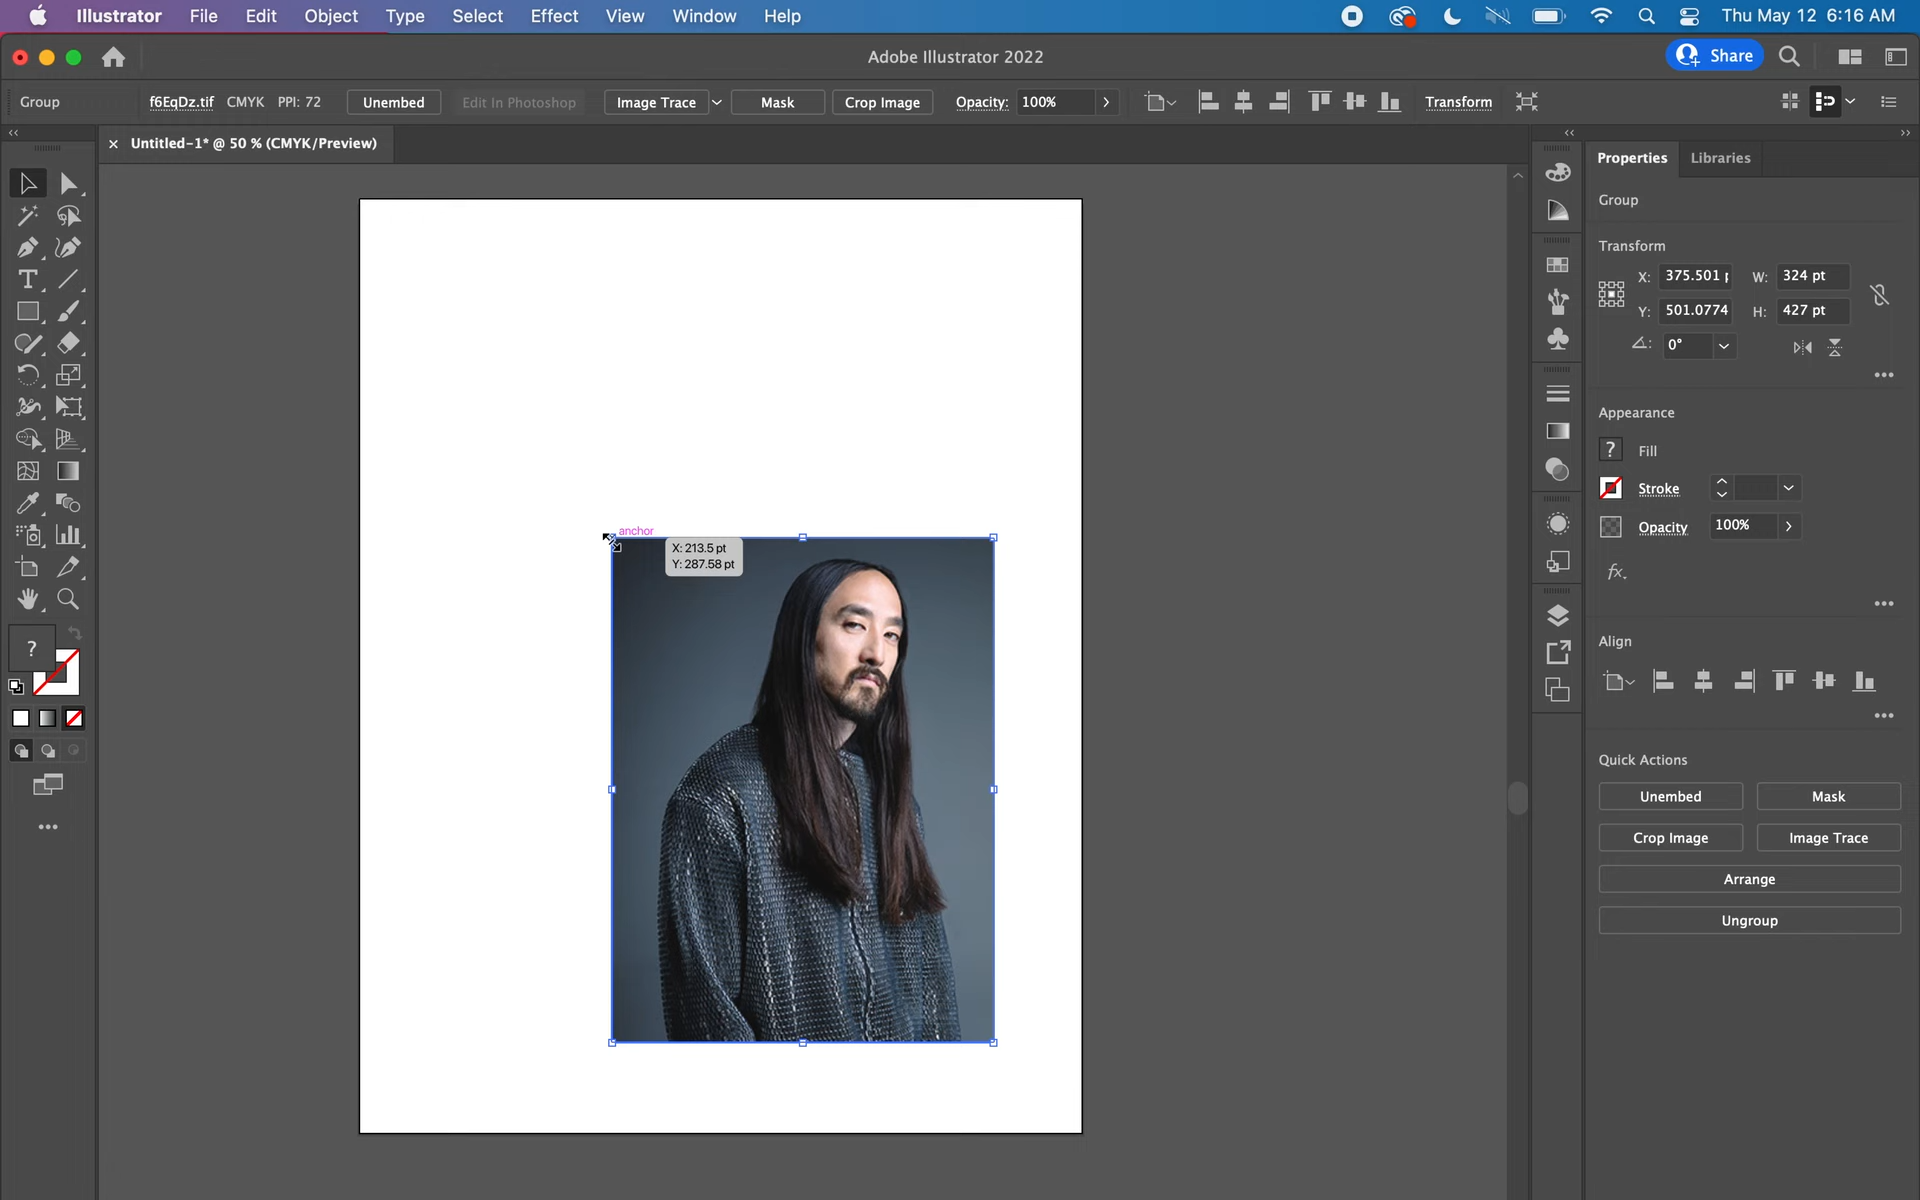 Illustrator File Edit Object Type Select Effect View Window Help Thu May 12 6:16 AM
Adobe Illustrator 2022 Share
Group f6EqDz.tif CMYK PPI: 72 Unembed Edit In Photoshop Image Trace Mask Crop Image Opacity: 100% Transform
× Untitled-1* @ 50 % (CMYK/Preview)
Properties Libraries
Group
Transform
X: 375.501 W: 324 pt
Y: 501.0774 H: 427 pt
0°
Appearance
? Fill
Stroke
Opacity 100%
fx.
anchor
X: 213.5 pt
Y: 287.58 pt
?
Align
Quick Actions
Unembed Mask
Crop Image Image Trace
Arrange
Ungroup